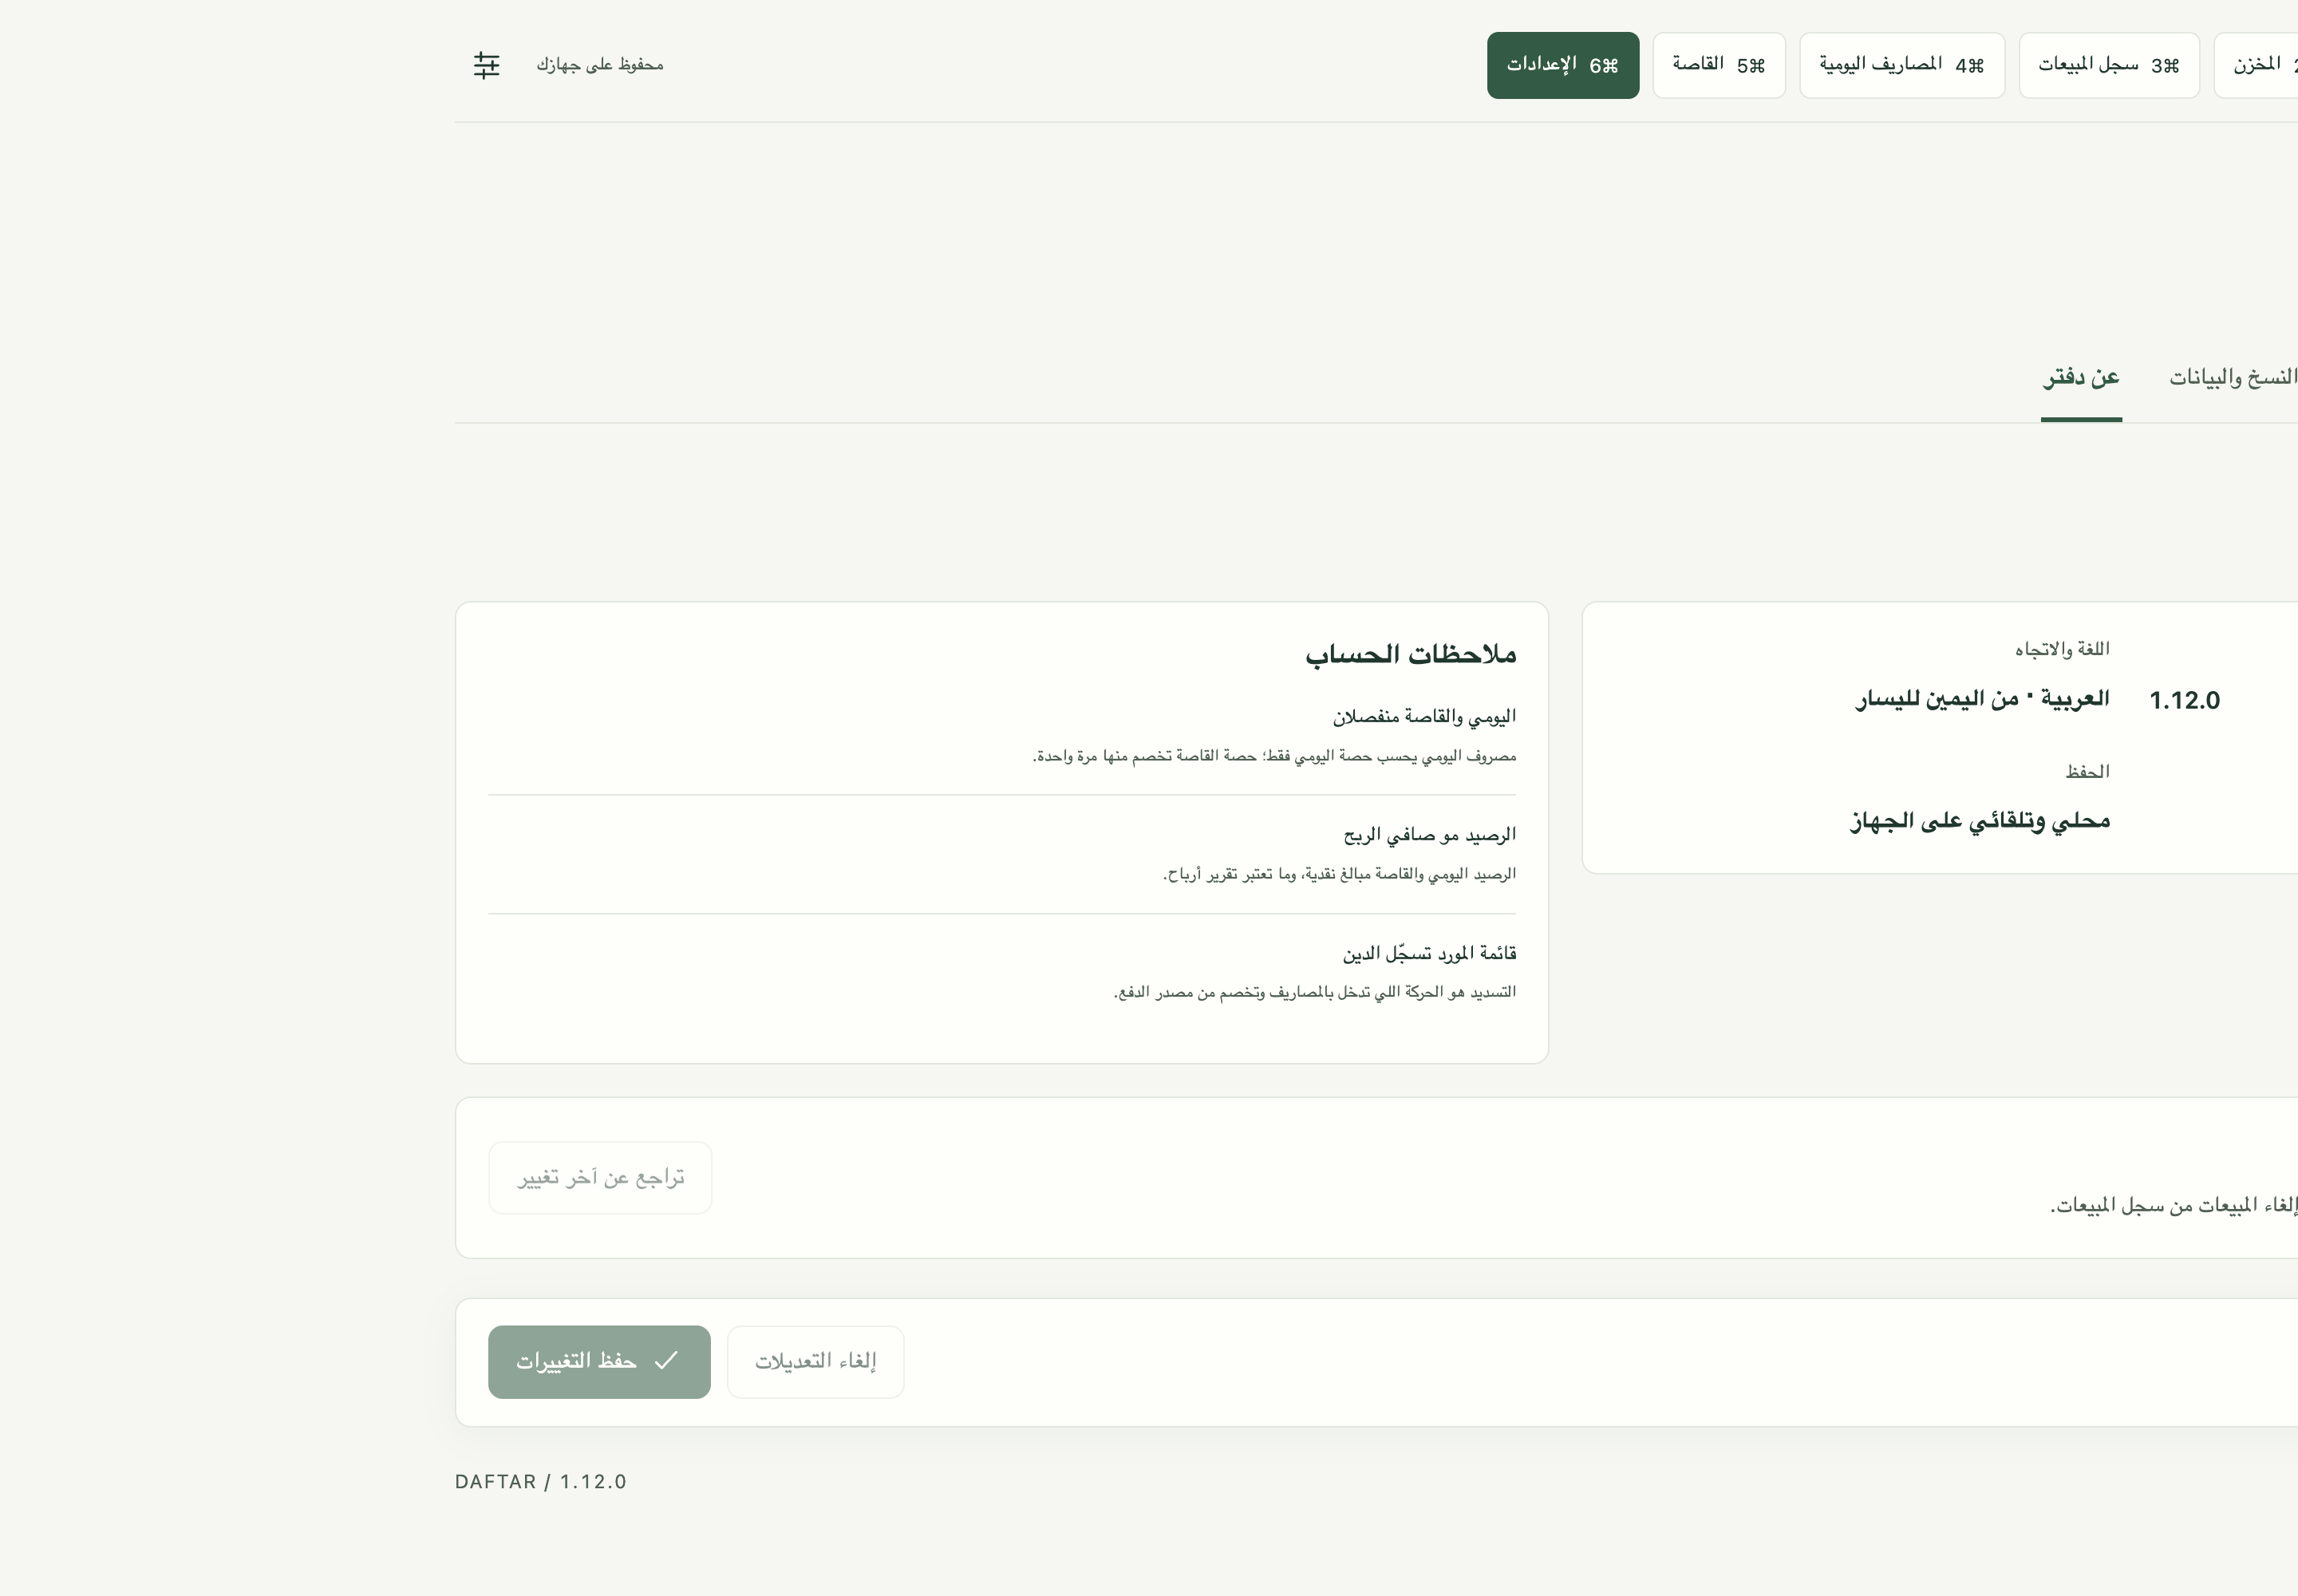 المخزن ⌘3 سجل المبيعات ⌘4 المصاريف اليومية ⌘5 القاصة ⌘6 الإعدادات
محفوظ على جهازك
النسخ والبيانات
عن دفتر
اللغة والاتجاه
1.12.0
العربية · من اليمين لليسار
الحفظ
محلي وتلقائي على الجهاز
ملاحظات الحساب
اليومي والقاصة منفصلان
مصروف اليومي يحسب حصة اليومي فقط؛ حصة القاصة تخصم منها مرة واحدة.
الرصيد مو صافي الربح
الرصيد اليومي والقاصة مبالغ نقدية، وما تعتبر تقرير أرباح.
قائمة المورد تسجّل الدين
التسديد هو الحركة اللي تدخل بالمصاريف وتخصم من مصدر الدفع.
إلغاء المبيعات من سجل المبيعات.
تراجع عن آخر تغيير
إلغاء التعديلات
حفظ التغييرات
DAFTAR / 1.12.0